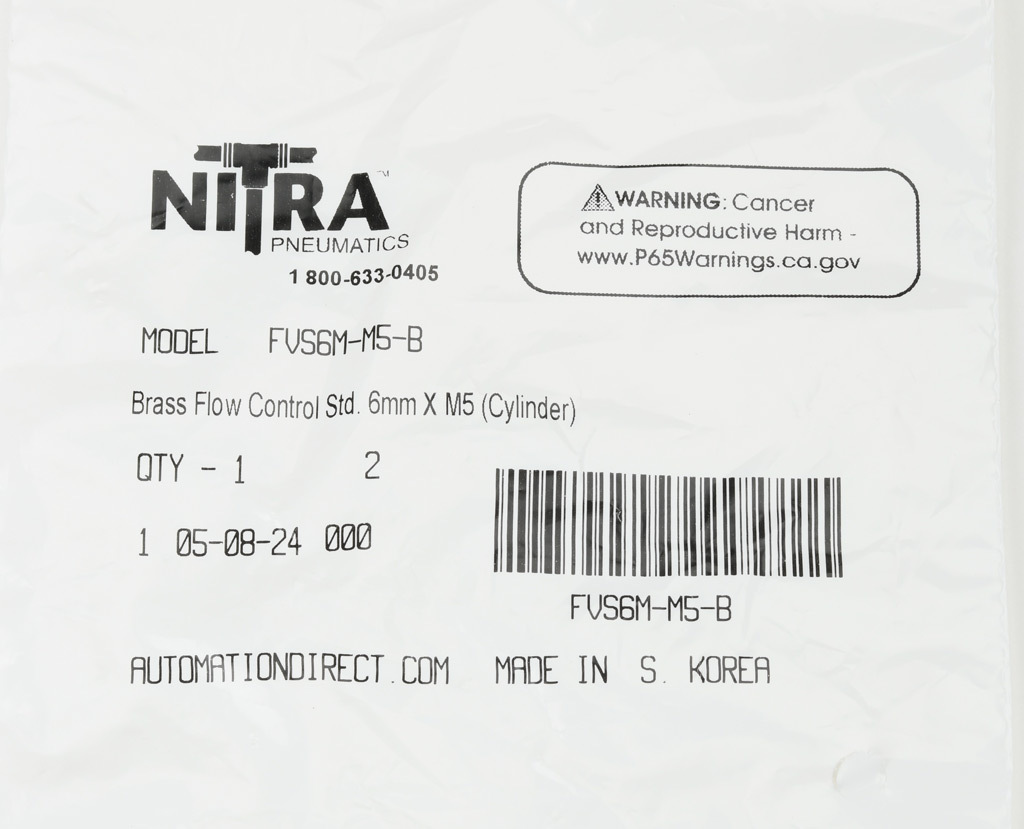 NITRA™
PNEUMATICS
1 800-633-0405
WARNING: Cancer
and Reproductive Harm -
www.P65Warnings.ca.gov
MODEL FVS6M-M5-B
Brass Flow Control Std. 6mm X M5 (Cylinder)
QTY - 1 2
1 05-08-24 000
FVS6M-M5-B
AUTOMATIONDIRECT.COM MADE IN S. KOREA